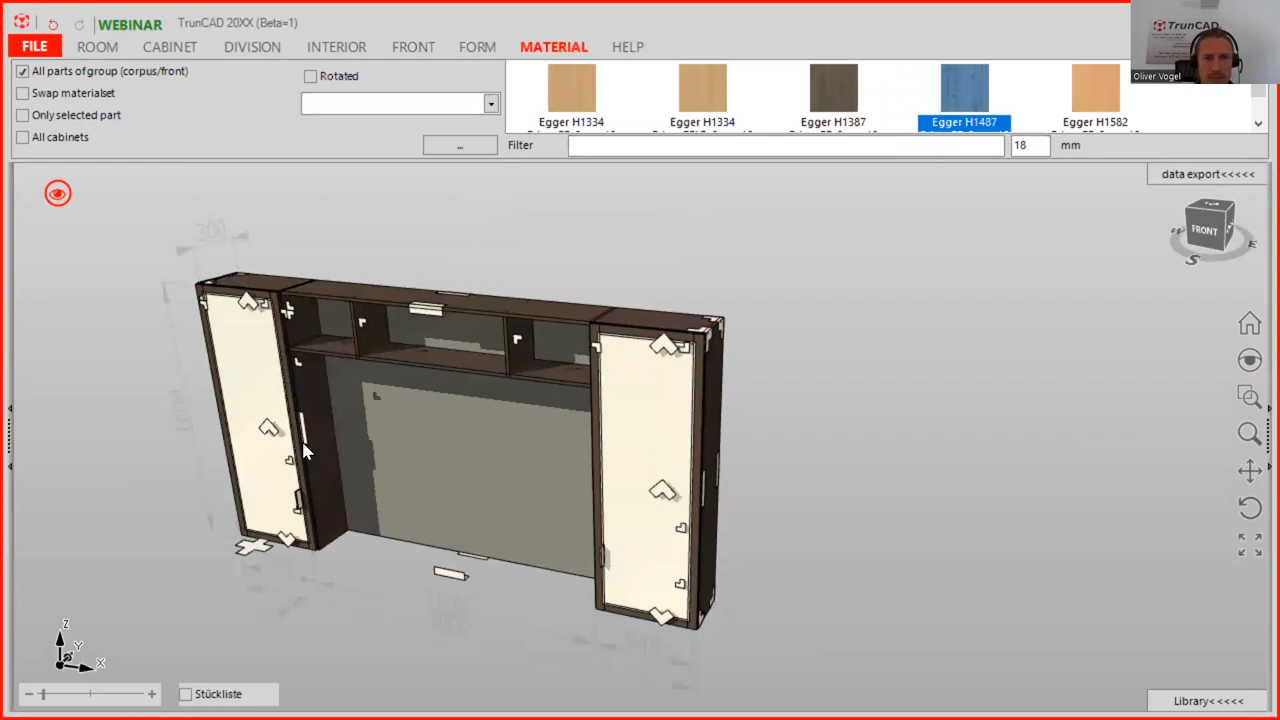 WEBINAR TrunCAD 20XX (Beta=1)
FILE ROOM CABINET DIVISION INTERIOR FRONT FORM MATERIAL HELP
TrunCAD
Oliver Vogel
All parts of group (corpus/front)
Swap materialset
Only selected part
All cabinets
Rotated
...
Egger H1334 Egger H1334 Egger H1387 Egger H1487 Egger H1582
Filter 18 mm
data export<<<<<
FRONT
W
E
S
300
Z
Y
X
Stückliste
Library<<<<<